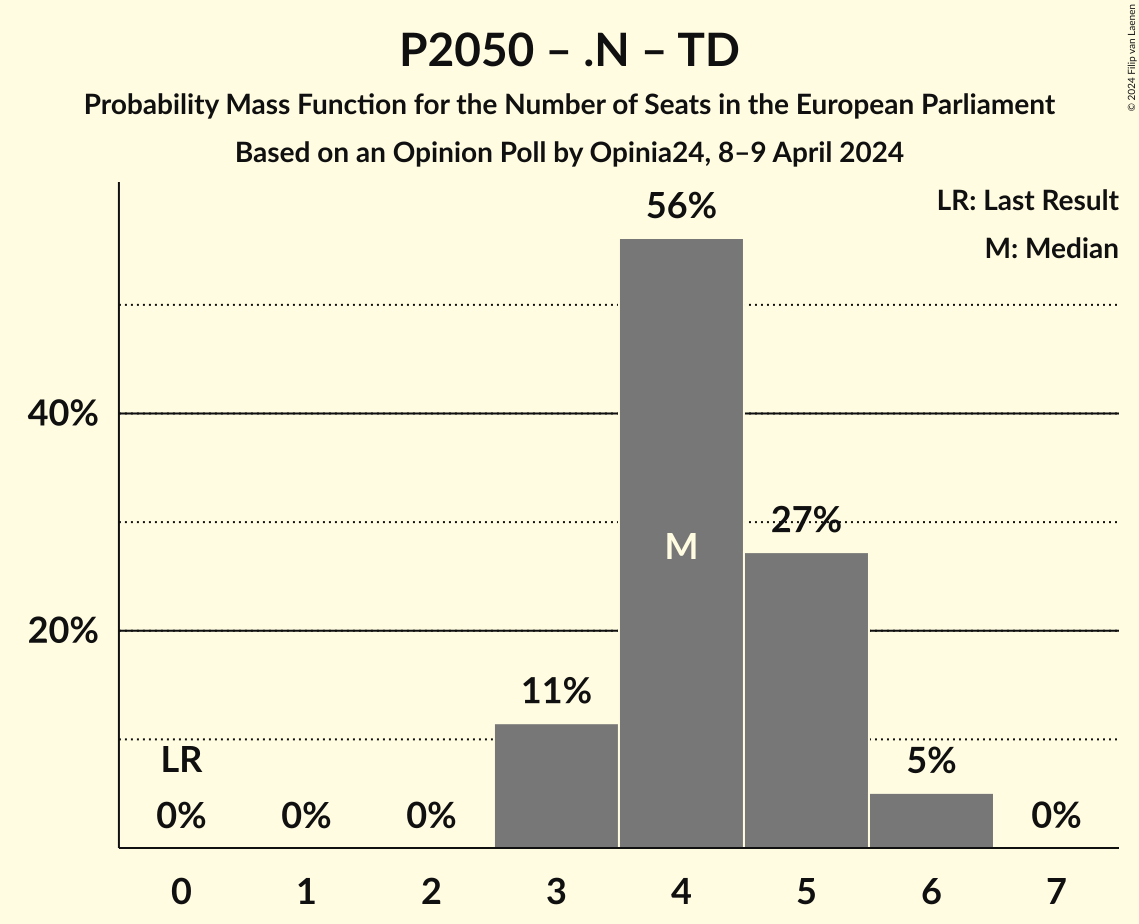 P2050 – .N – TD
Probability Mass Function for the Number of Seats in the European Parliament
Based on an Opinion Poll by Opinia24, 8–9 April 2024
© 2024 Filip van Laenen
LR: Last Result
M: Median
56%
40%
27%
M
20%
11%
LR
5%
0%
0%
0%
0%
0 1 2 3 4 5 6 7